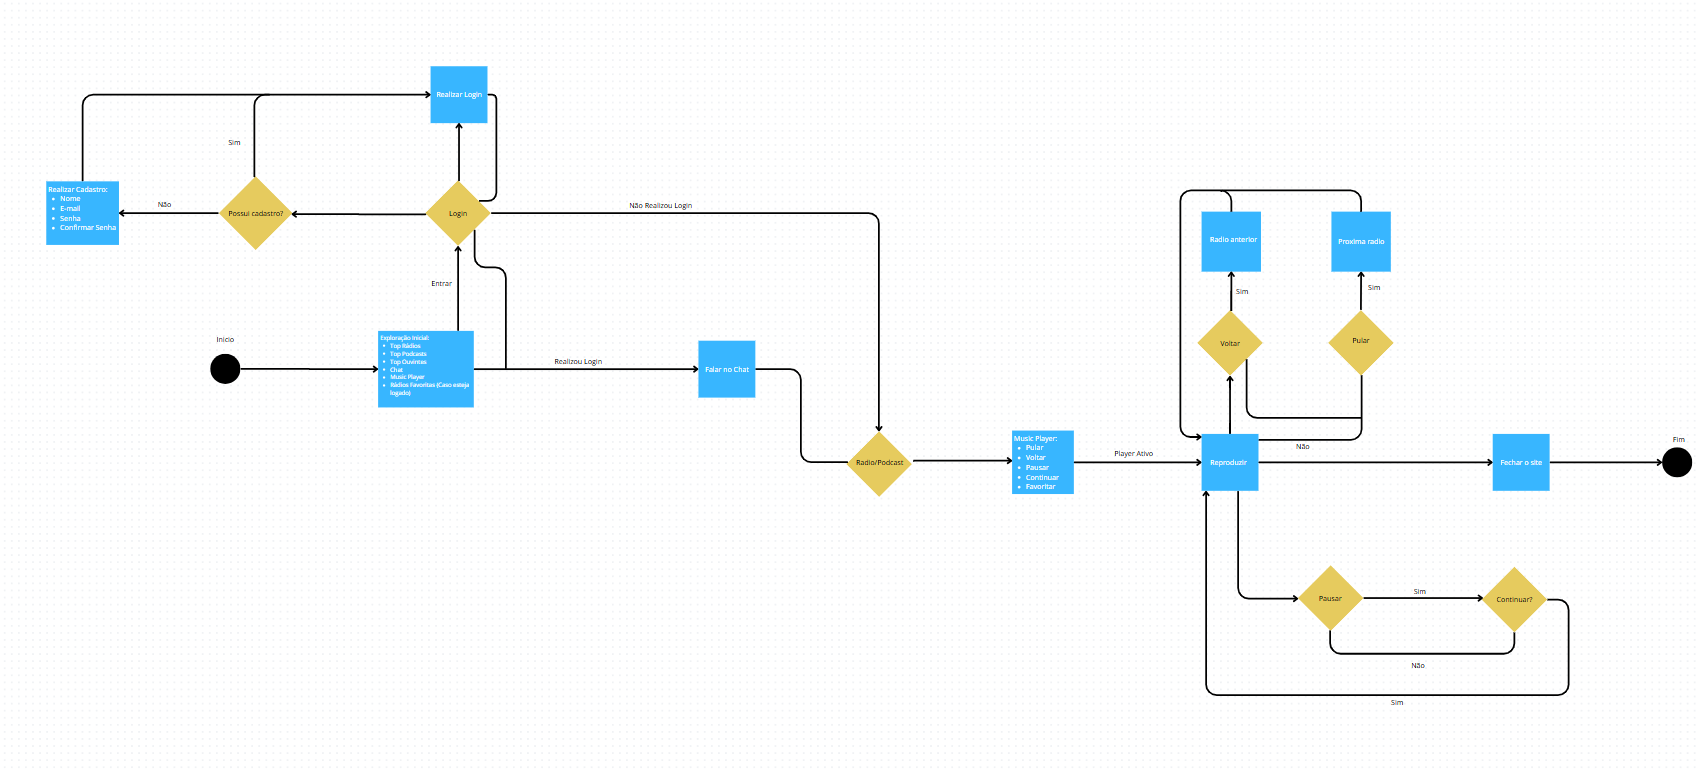 Realizar Login
Sim
Realizar Cadastro:
Nome
E-mail
Senha
Confirmar Senha
Não
Possui cadastro?
Login
Não Realizou Login
Entrar
Inicio
Exploração Inicial:
Top Rádios
Top Podcasts
Top Ouvintes
Chat
Music Player
Rádios Favoritas (Caso esteja
logado)
Realizou Login
Falar no Chat
Radio/Podcast
Music Player:
Pular
Voltar
Pausar
Continuar
Favoritar
Player Ativo
Radio anterior
Proxima radio
Sim
Sim
Voltar
Pular
Não
Reproduzir
Fechar o site
Fim
Pausar
Sim
Continuar?
Não
Sim